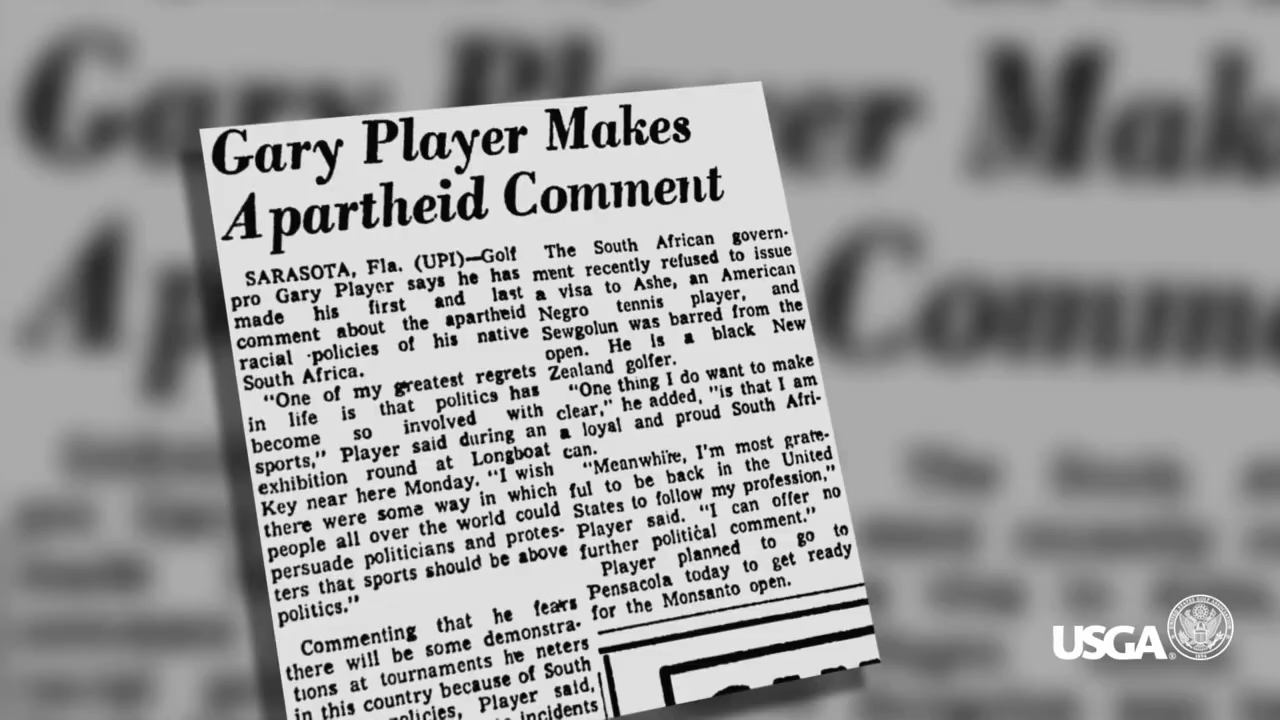 Gary Player Makes
Apartheid Comment
SARASOTA, Fla. (UPI)—Golf
pro Gary Player says he has
made his first and last
comment about the apartheid
racial policies of his native
South Africa.
"One of my greatest regrets
in life is that politics has
become so involved with
sports," Player said during an
exhibition round at Longboat
Key near here Monday. "I wish
there were some way in which
people all over the world could
persuade politicians and protes-
ters that sports should be above
politics."
Commenting that he fears
there will be some demonstra-
tions at tournaments he neters
in this country because of South
Player said,
incidents
The South African govern-
ment recently refused to issue
a visa to Ashe, an American
Negro tennis player, and
Sewgolun was barred from the
open. He is a black New
Zealand golfer.
"One thing I do want to make
clear," he added, "is that I am
a loyal and proud South Afri-
can.
"Meanwhile, I'm most grate-
ful to be back in the United
States to follow my profession,"
Player said. "I can offer no
further political comment."
Player planned to go to
Pensacola today to get ready
for the Monsanto open.
USGA